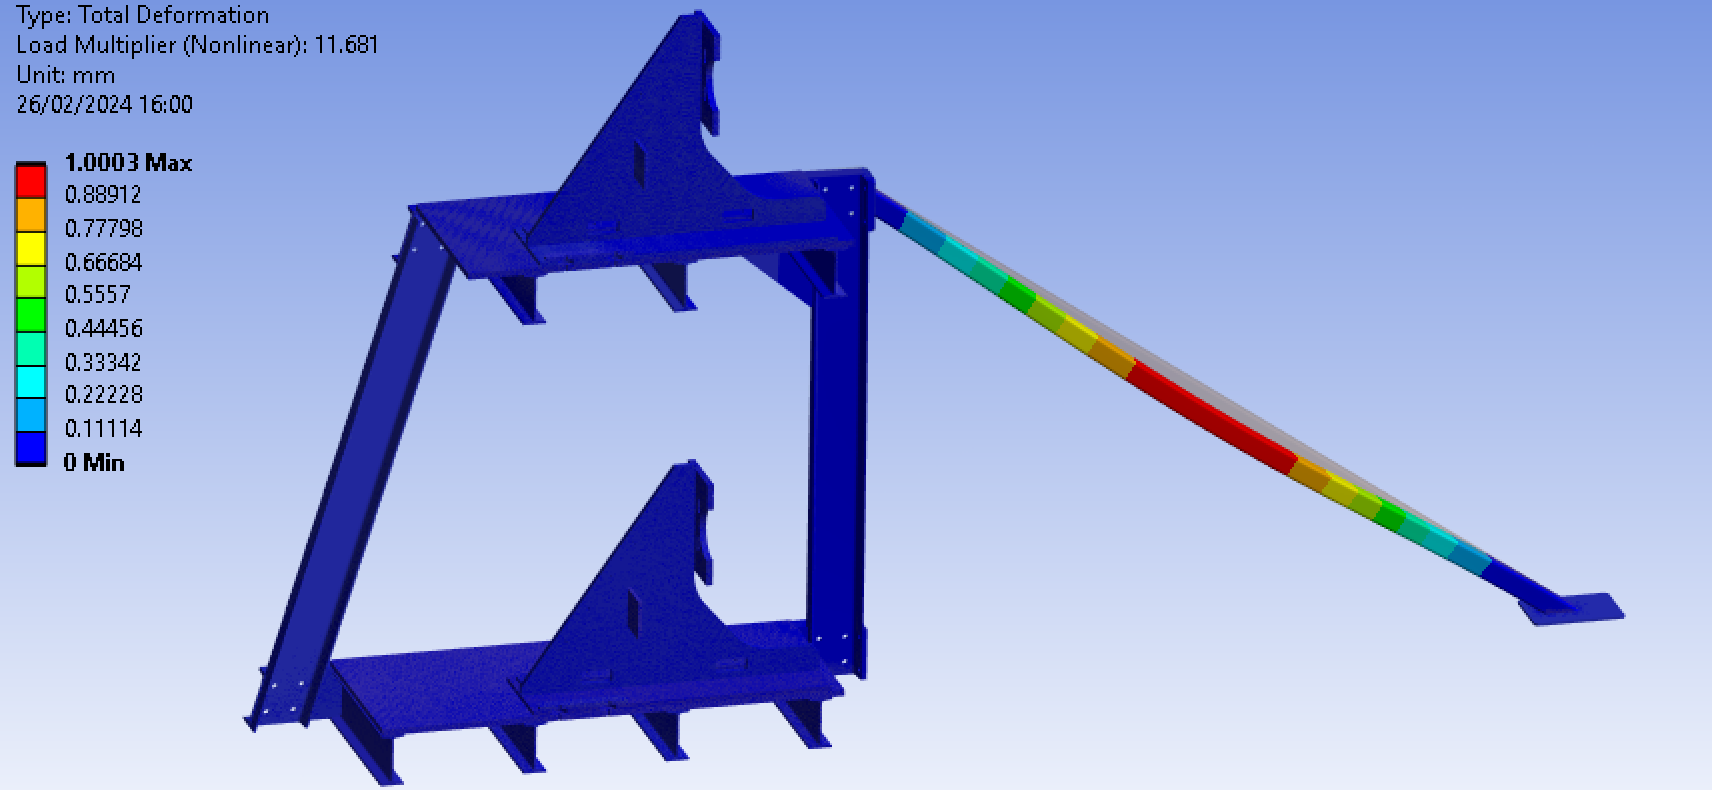 Type: Total Deformation
Load Multiplier (Nonlinear): 11.681
Unit: mm
26/02/2024 16:00
1.0003 Max
0.88912
0.77798
0.66684
0.5557
0.44456
0.33342
0.22228
0.11114
0 Min